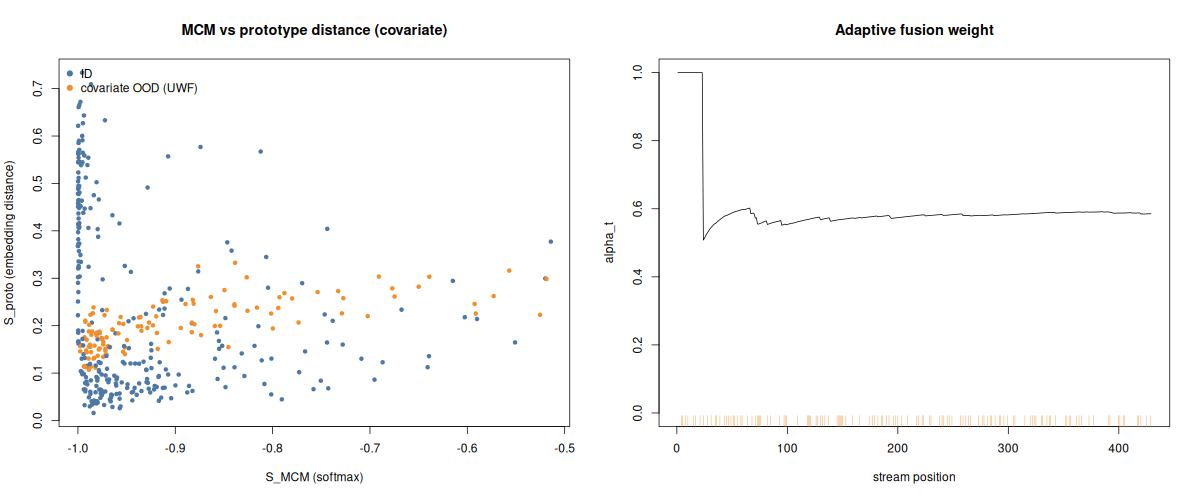 MCM vs prototype distance (covariate)
ID
covariate OOD (UWF)
S_proto (embedding distance)
0.7
0.6
0.5
0.4
0.3
0.2
0.1
0.0
-1.0 -0.9 -0.8 -0.7 -0.6 -0.5
S_MCM (softmax)
Adaptive fusion weight
alpha_t
1.0
0.8
0.6
0.4
0.2
0.0
0 100 200 300 400
stream position